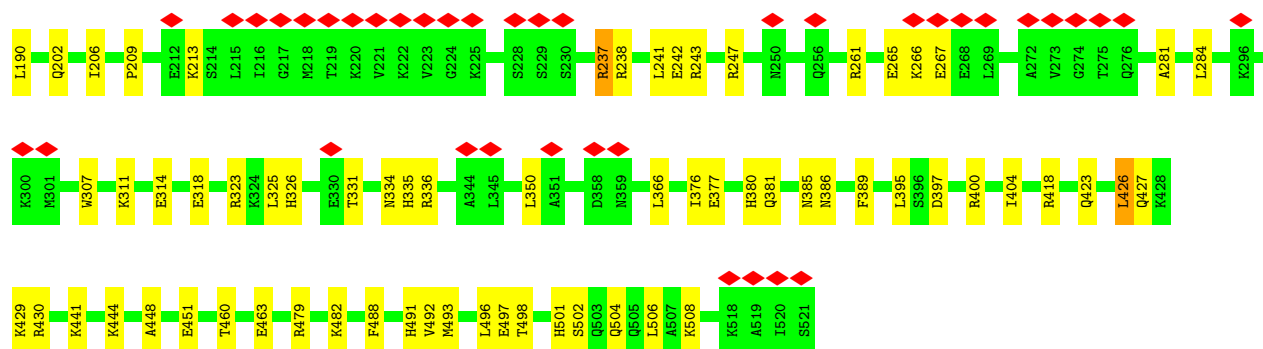 L190 Q202 I206 P209 E212 K213 S214 L215 I216 G217 M218 T219 K220 V221 K222 V223 G224 K225 S228 S229 S230 R237 R238 L241 E242 R243 R247 N250 Q256 R261 E265 K266 E267 E268 L269 A272 V273 G274 T275 Q276 A281 L284 K296
K300 M301 W307 K311 E314 E318 R323 K324 L325 H326 E330 T331 N334 H335 R336 A344 L345 L350 A351 D358 N359 L366 I376 E377 H380 Q381 N385 N386 F389 L395 S396 D397 R400 I404 R418 Q423 L426 Q427 K428
K429 R430 K441 K444 A448 E451 T460 E463 R479 K482 F488 H491 V492 M493 L496 E497 T498 H501 S502 Q503 Q504 Q505 L506 A507 K508 K518 A519 I520 S521